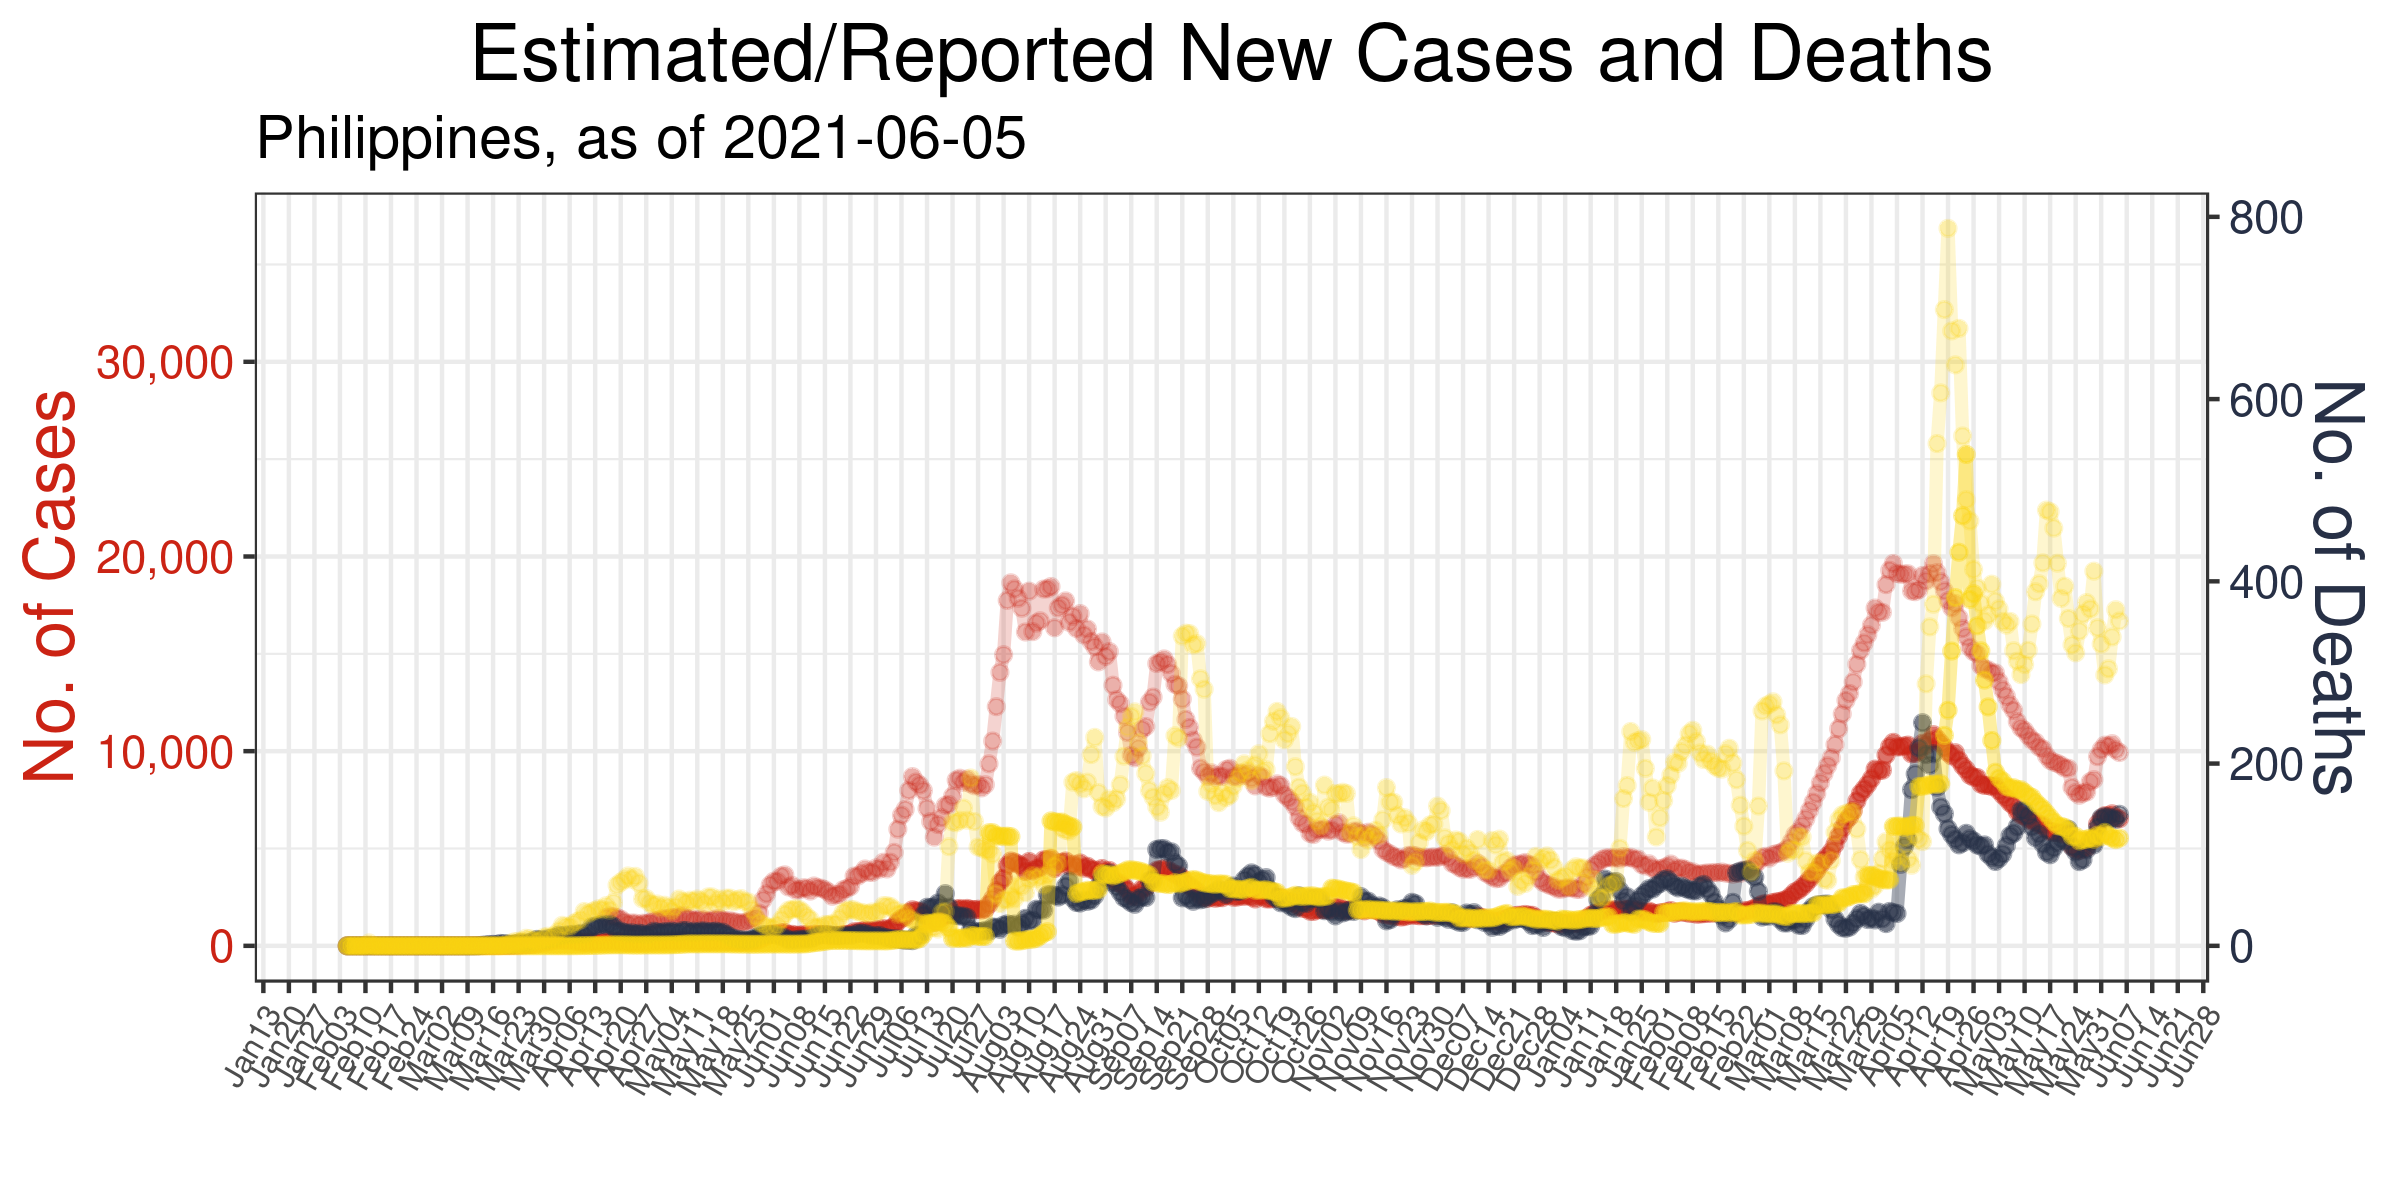 Estimated/Reported New Cases and Deaths
Philippines, as of 2021-06-05
No. of Cases
30,000
20,000
10,000
0
No. of Deaths
800
600
400
200
0
Jan13
Jan20
Jan27
Feb03
Feb10
Feb17
Feb24
Mar02
Mar09
Mar16
Mar23
Mar30
Apr06
Apr13
Apr20
Apr27
May04
May11
May18
May25
Jun01
Jun08
Jun15
Jun22
Jun29
Jul06
Jul13
Jul20
Jul27
Aug03
Aug10
Aug17
Aug24
Aug31
Sep07
Sep14
Sep21
Sep28
Oct05
Oct12
Oct19
Oct26
Nov02
Nov09
Nov16
Nov23
Nov30
Dec07
Dec14
Dec21
Dec28
Dec04
Jan11
Jan18
Jan25
Feb01
Feb08
Feb15
Feb22
Mar01
Mar08
Mar15
Mar22
Mar29
Mar05
Apr12
Apr19
Apr26
May03
May10
May17
May24
May31
Jun07
Jun14
Jun21
Jun28